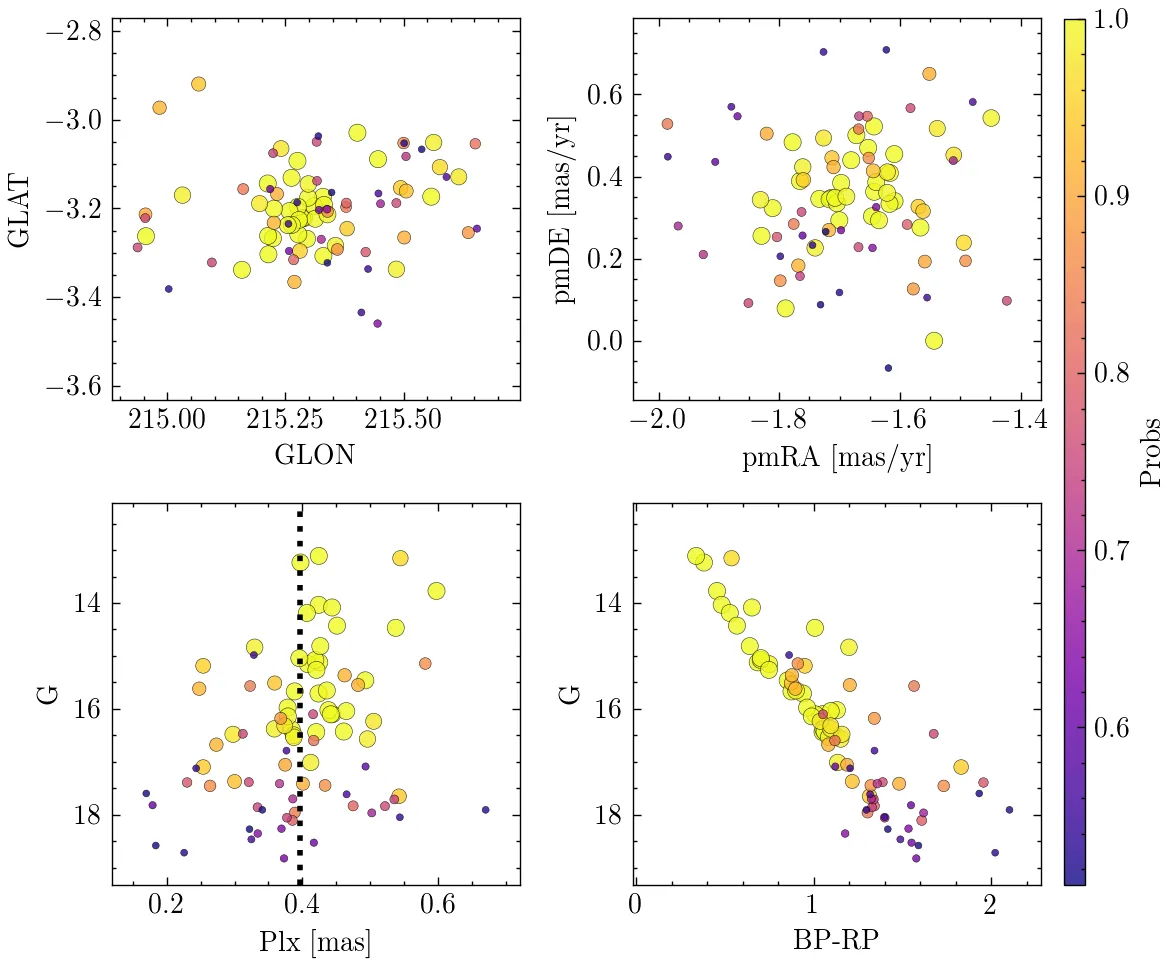 −2.8
−3.0
−3.2
−3.4
−3.6
GLAT
215.00 215.25 215.50
GLON
0.6
0.4
0.2
0.0
pmDE [mas/yr]
−2.0 −1.8 −1.6 −1.4
pmRA [mas/yr]
1.0
0.9
0.8
0.7
0.6
Probs
14
16
18
G
0.2 0.4 0.6
Plx [mas]
14
16
18
G
0 1 2
BP-RP